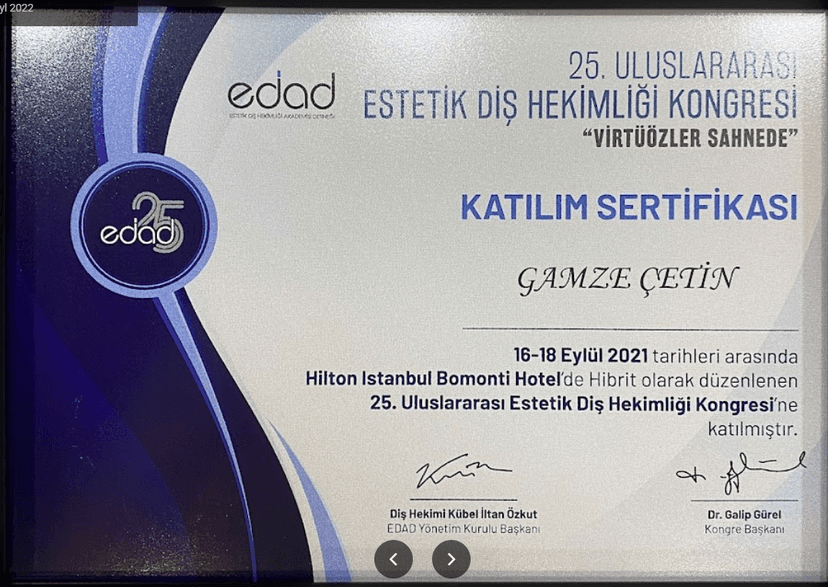 yl 2022
edad
ESTETİK DİŞ HEKİMLİĞİ AKADEMİSİ DERNEĞİ
25. ULUSLARARASI
ESTETİK DİŞ HEKİMLİĞİ KONGRESİ
“VİRTÜÖZLER SAHNEDE”
25
edad
KATILIM SERTİFİKASI
GAMZE ÇETİN
16-18 Eylül 2021 tarihleri arasında
Hilton Istanbul Bomonti Hotel’de Hibrit olarak düzenlenen
25. Uluslararası Estetik Diş Hekimliği Kongresi’ne
katılmıştır.
Diş Hekimi Kübel İltan Özkut
EDAD Yönetim Kurulu Başkanı
Dr. Galip Gürel
Kongre Başkanı